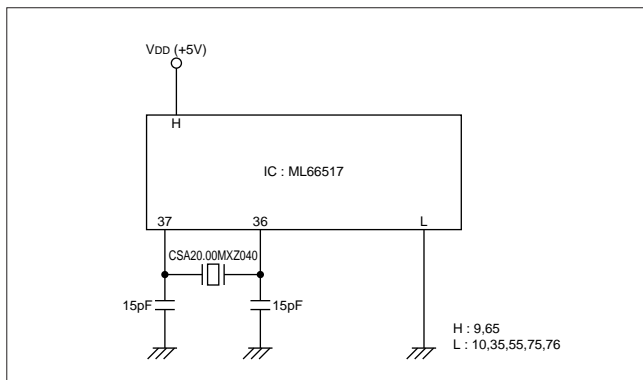 VDD (+5V)
H
IC : ML66517
37 36 L
CSA20.00MXZ040
15pF 15pF
H : 9,65
L : 10,35,55,75,76